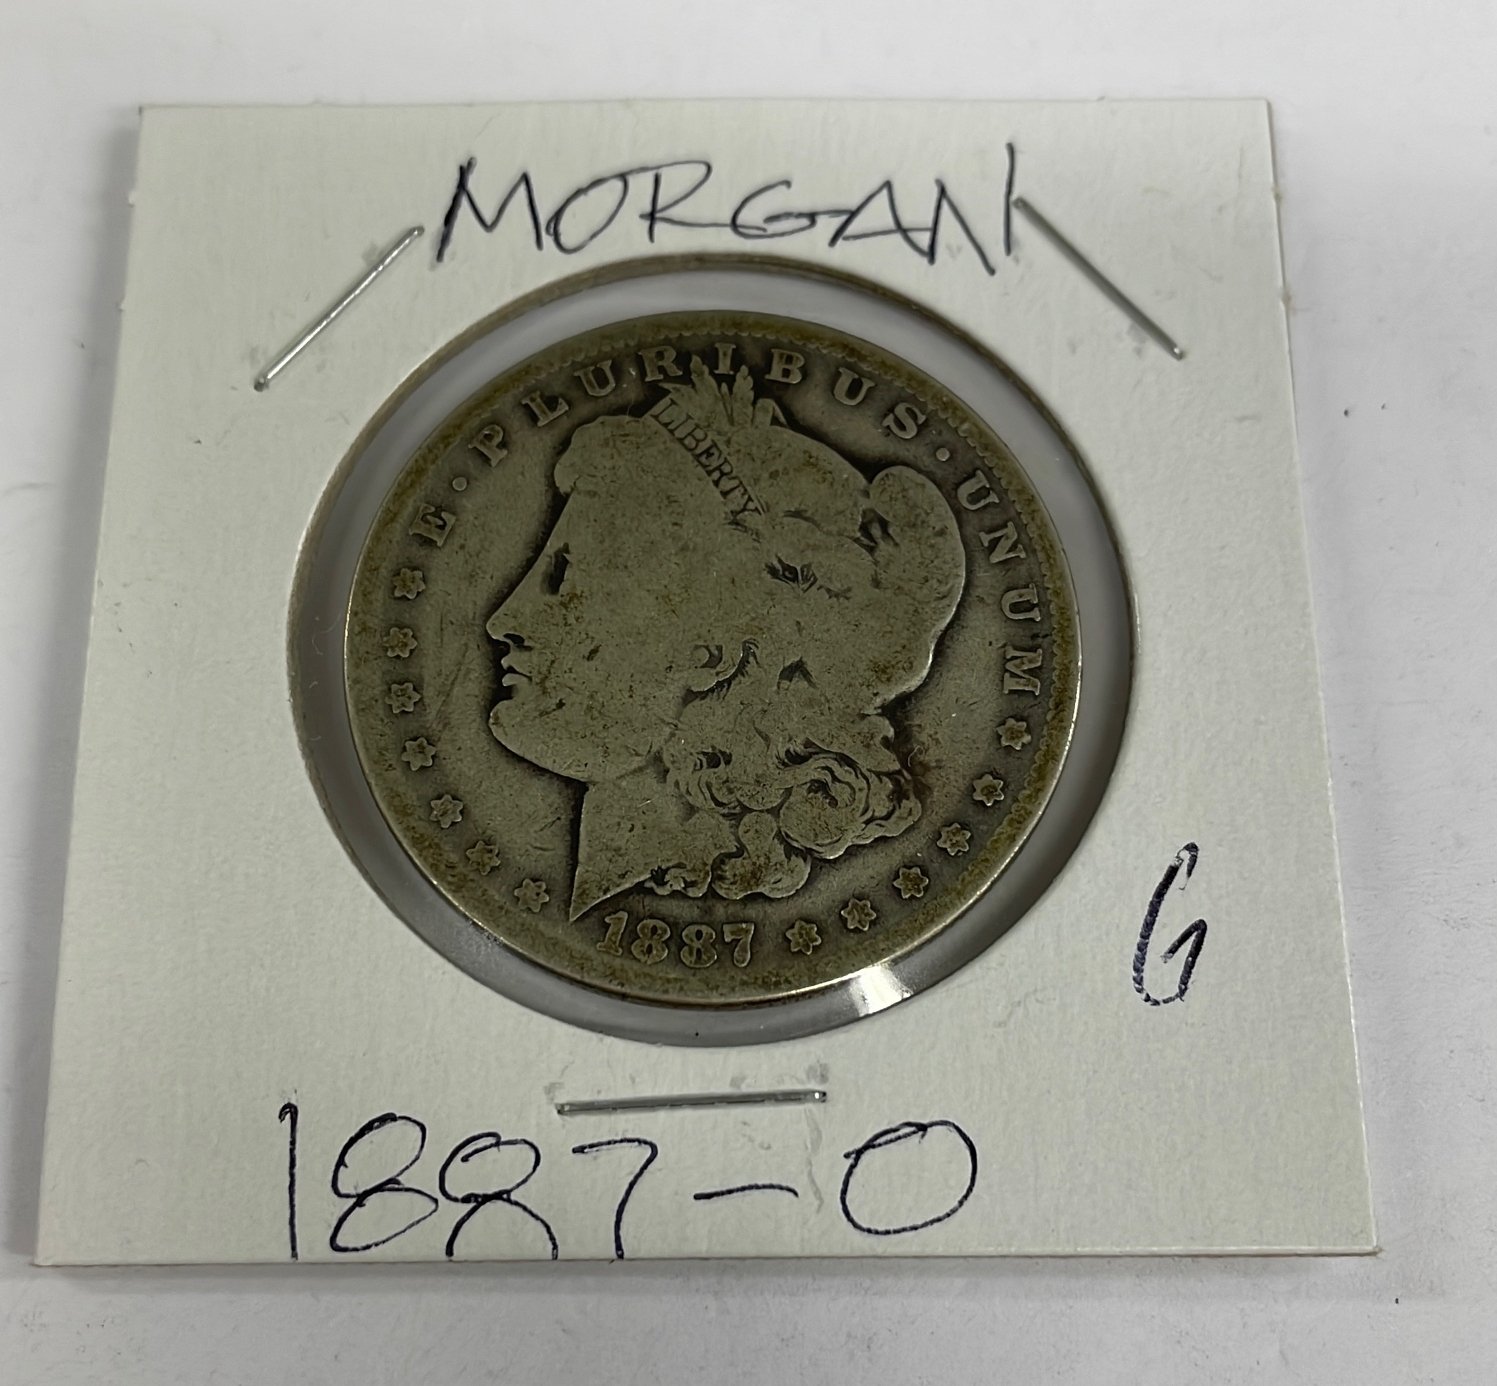 MORGAN
E · PLURIBUS · UNUM
LIBERTY
1887
G
1887-O